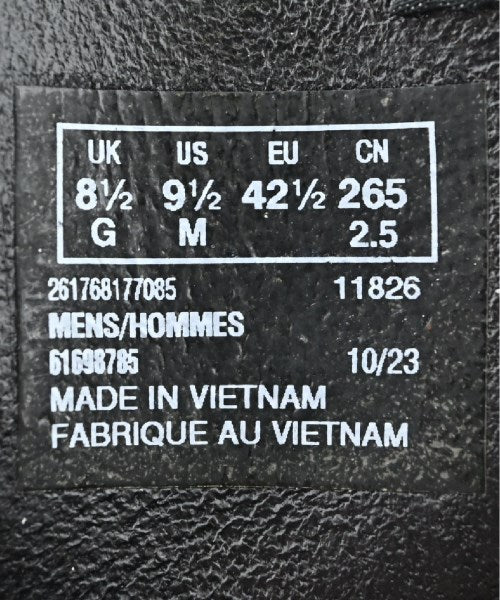 UK US EU CN
8½ 9½ 42½ 265
G M 2.5
261768177085 11826
MENS/HOMMES
61698785 10/23
MADE IN VIETNAM
FABRIQUE AU VIETNAM